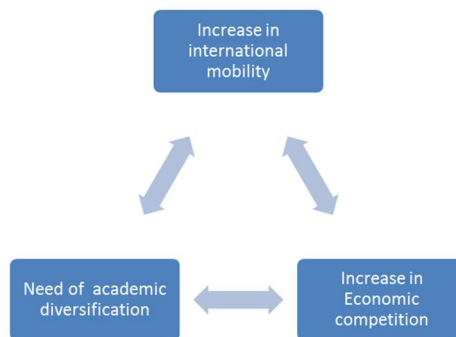 Increase in
international
mobility
Need of academic
diversification
Increase in
Economic
competition